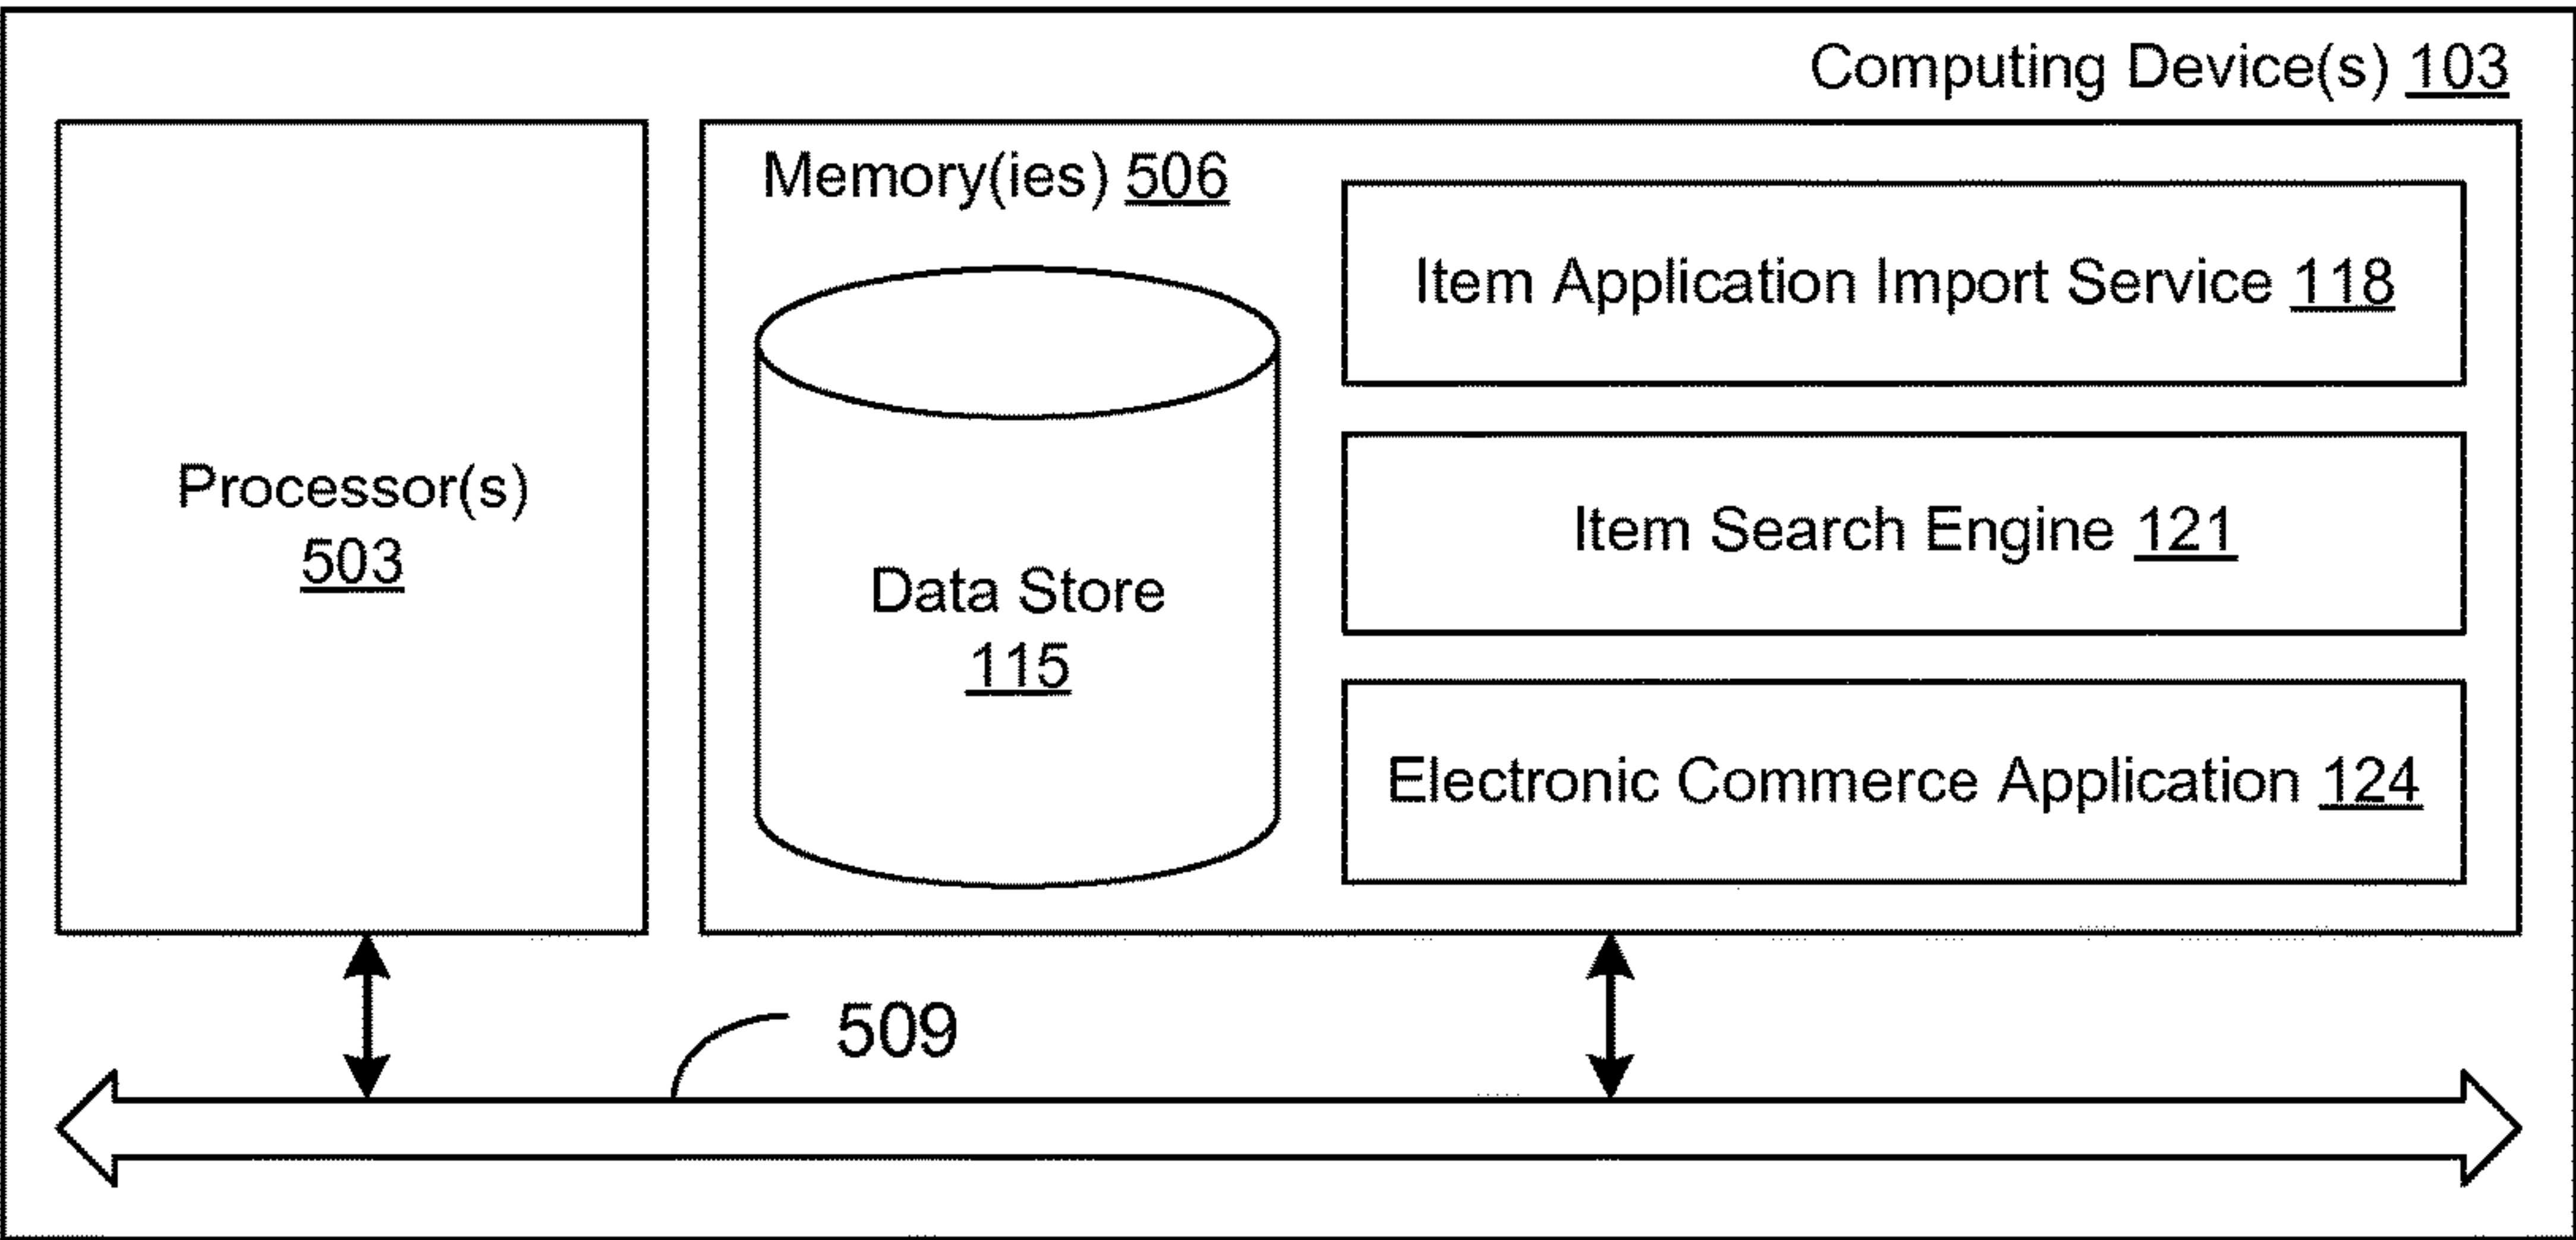 Computing Device(s) 103
Memory(ies) 506
Item Application Import Service 118
Processor(s)
503
Item Search Engine 121
Data Store
115
Electronic Commerce Application 124
509